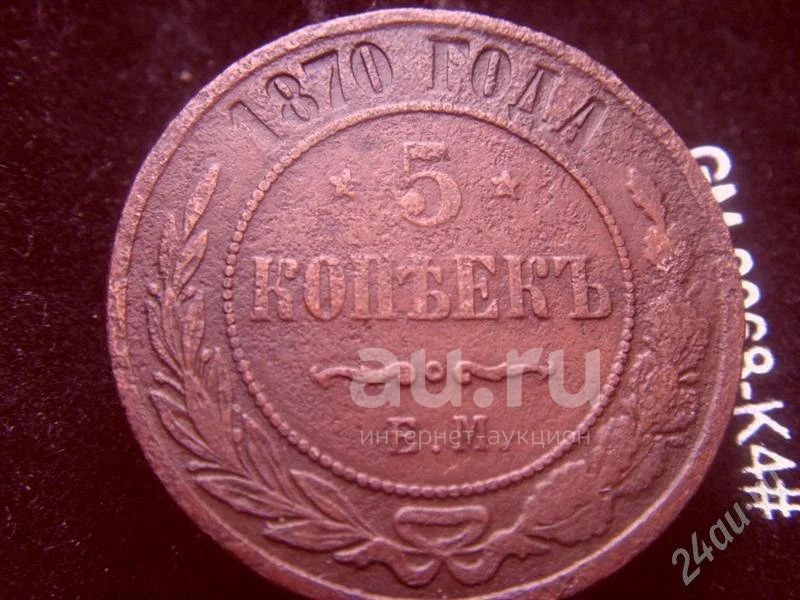 1870 ГОДА
5
КОПѢЕКЪ
Е.М
au.ru
интернет-аукцион
24au